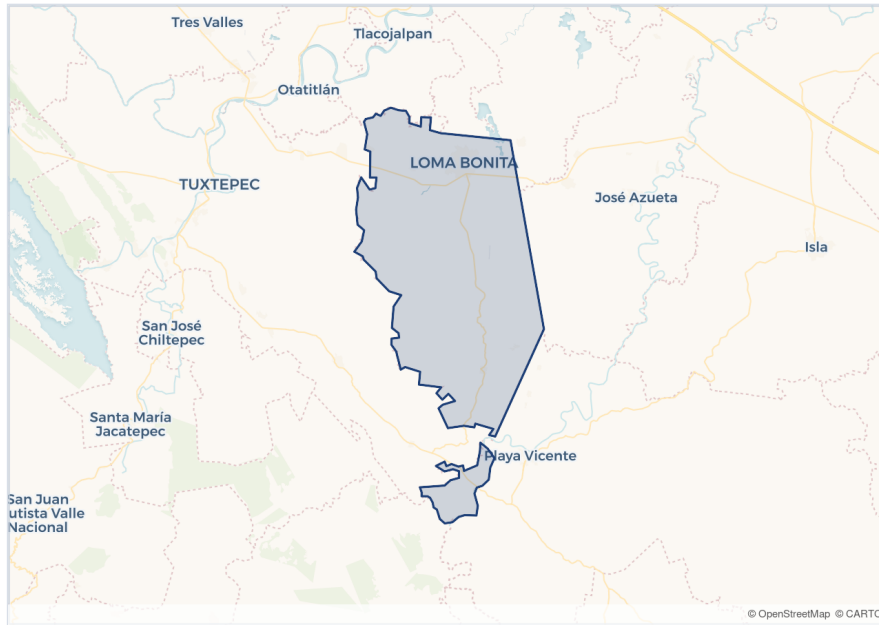 Tres Valles
Tlacojalpan
Otatitlán
LOMA BONITA
TUXTEPEC
José Azueta
Isla
San José
Chiltepec
Santa María
Jacatepec
Playa Vicente
San Juan
utista Valle
Nacional
© OpenStreetMap © CARTO